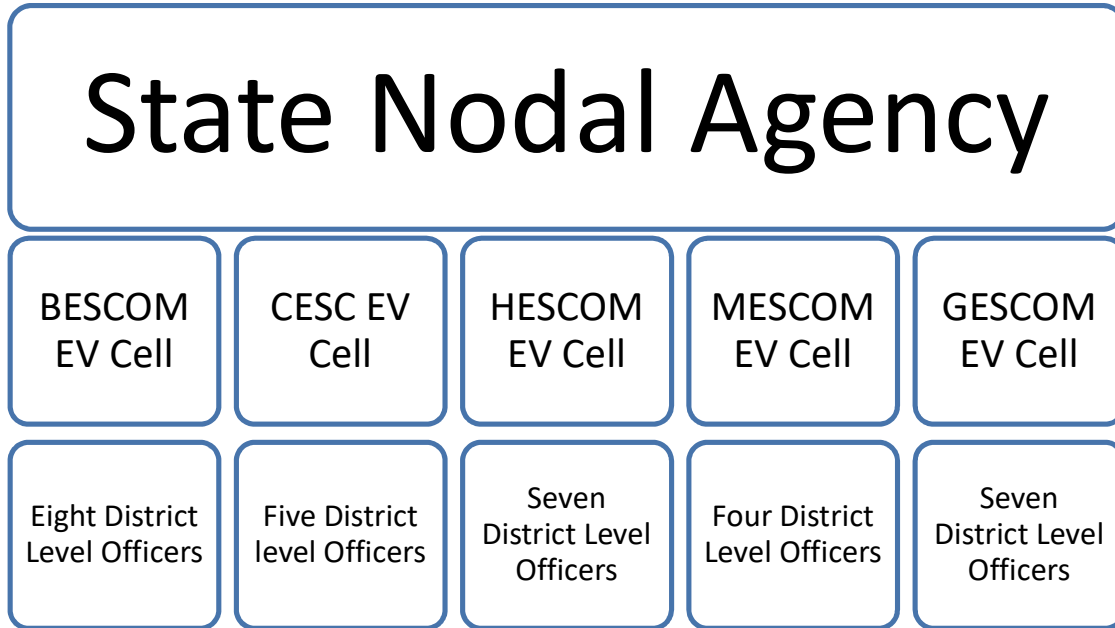 State Nodal Agency
BESCOM
EV Cell
CESC EV
Cell
HESCOM
EV Cell
MESCOM
EV Cell
GESCOM
EV Cell
Eight District
Level Officers
Five District
level Officers
Seven
District Level
Officers
Four District
Level Officers
Seven
District Level
Officers